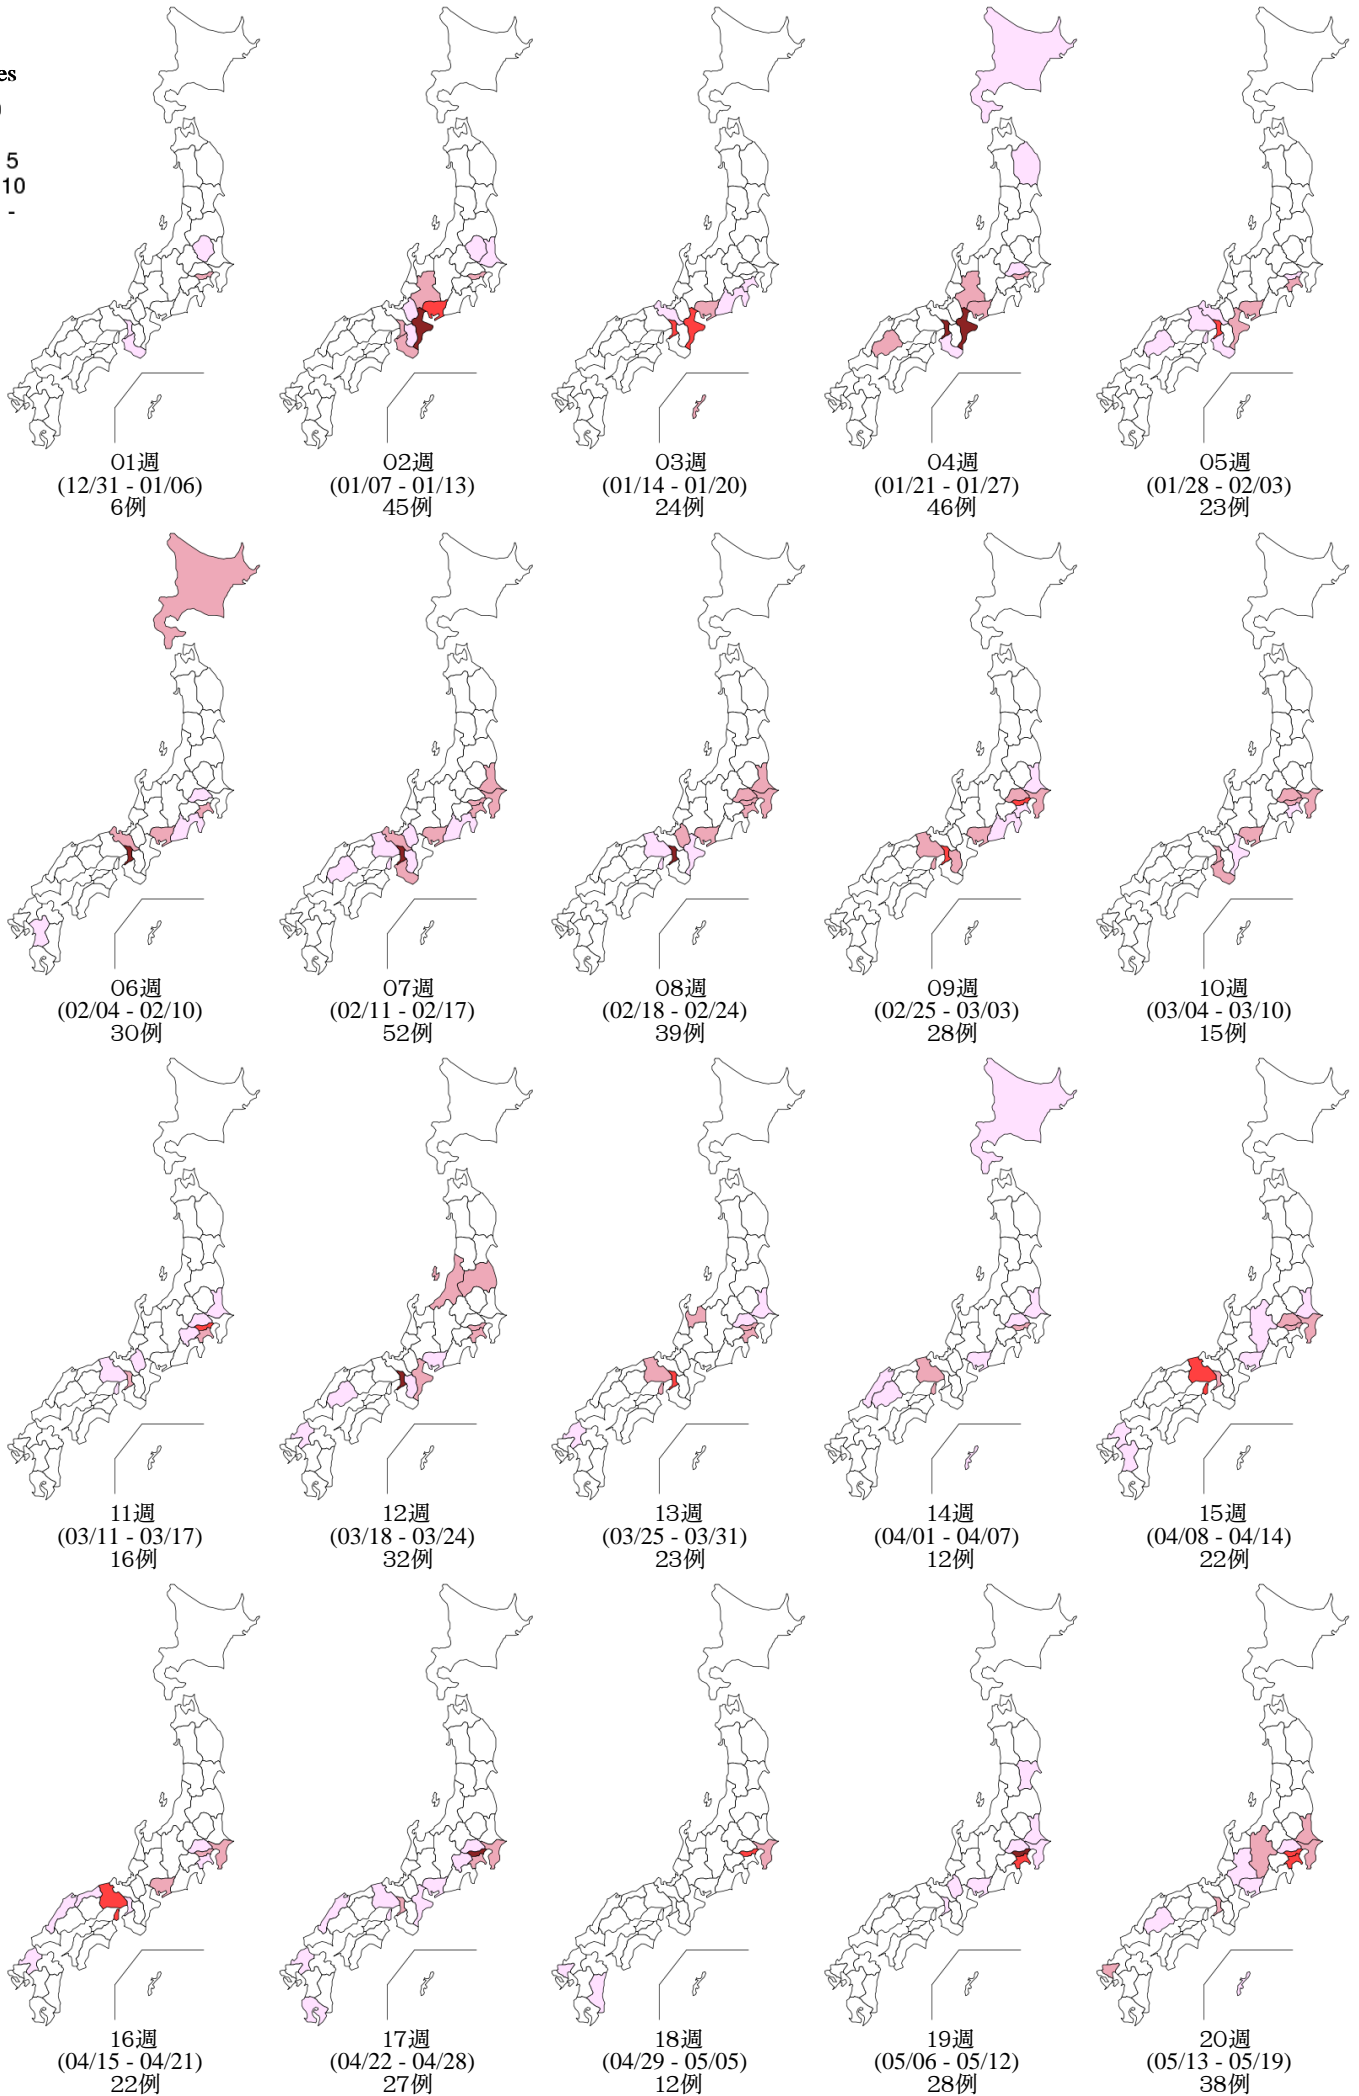 es
5
10
-
01週
(12/31 - 01/06)
6例
02週
(01/07 - 01/13)
45例
03週
(01/14 - 01/20)
24例
04週
(01/21 - 01/27)
46例
05週
(01/28 - 02/03)
23例
06週
(02/04 - 02/10)
30例
07週
(02/11 - 02/17)
52例
08週
(02/18 - 02/24)
39例
09週
(02/25 - 03/03)
28例
10週
(03/04 - 03/10)
15例
11週
(03/11 - 03/17)
16例
12週
(03/18 - 03/24)
32例
13週
(03/25 - 03/31)
23例
14週
(04/01 - 04/07)
12例
15週
(04/08 - 04/14)
22例
16週
(04/15 - 04/21)
22例
17週
(04/22 - 04/28)
27例
18週
(04/29 - 05/05)
12例
19週
(05/06 - 05/12)
28例
20週
(05/13 - 05/19)
38例